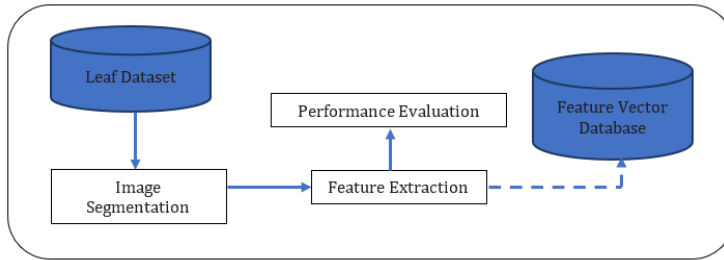 Leaf Dataset
Performance Evaluation
Feature Vector
Database
Image
Segmentation
Feature Extraction